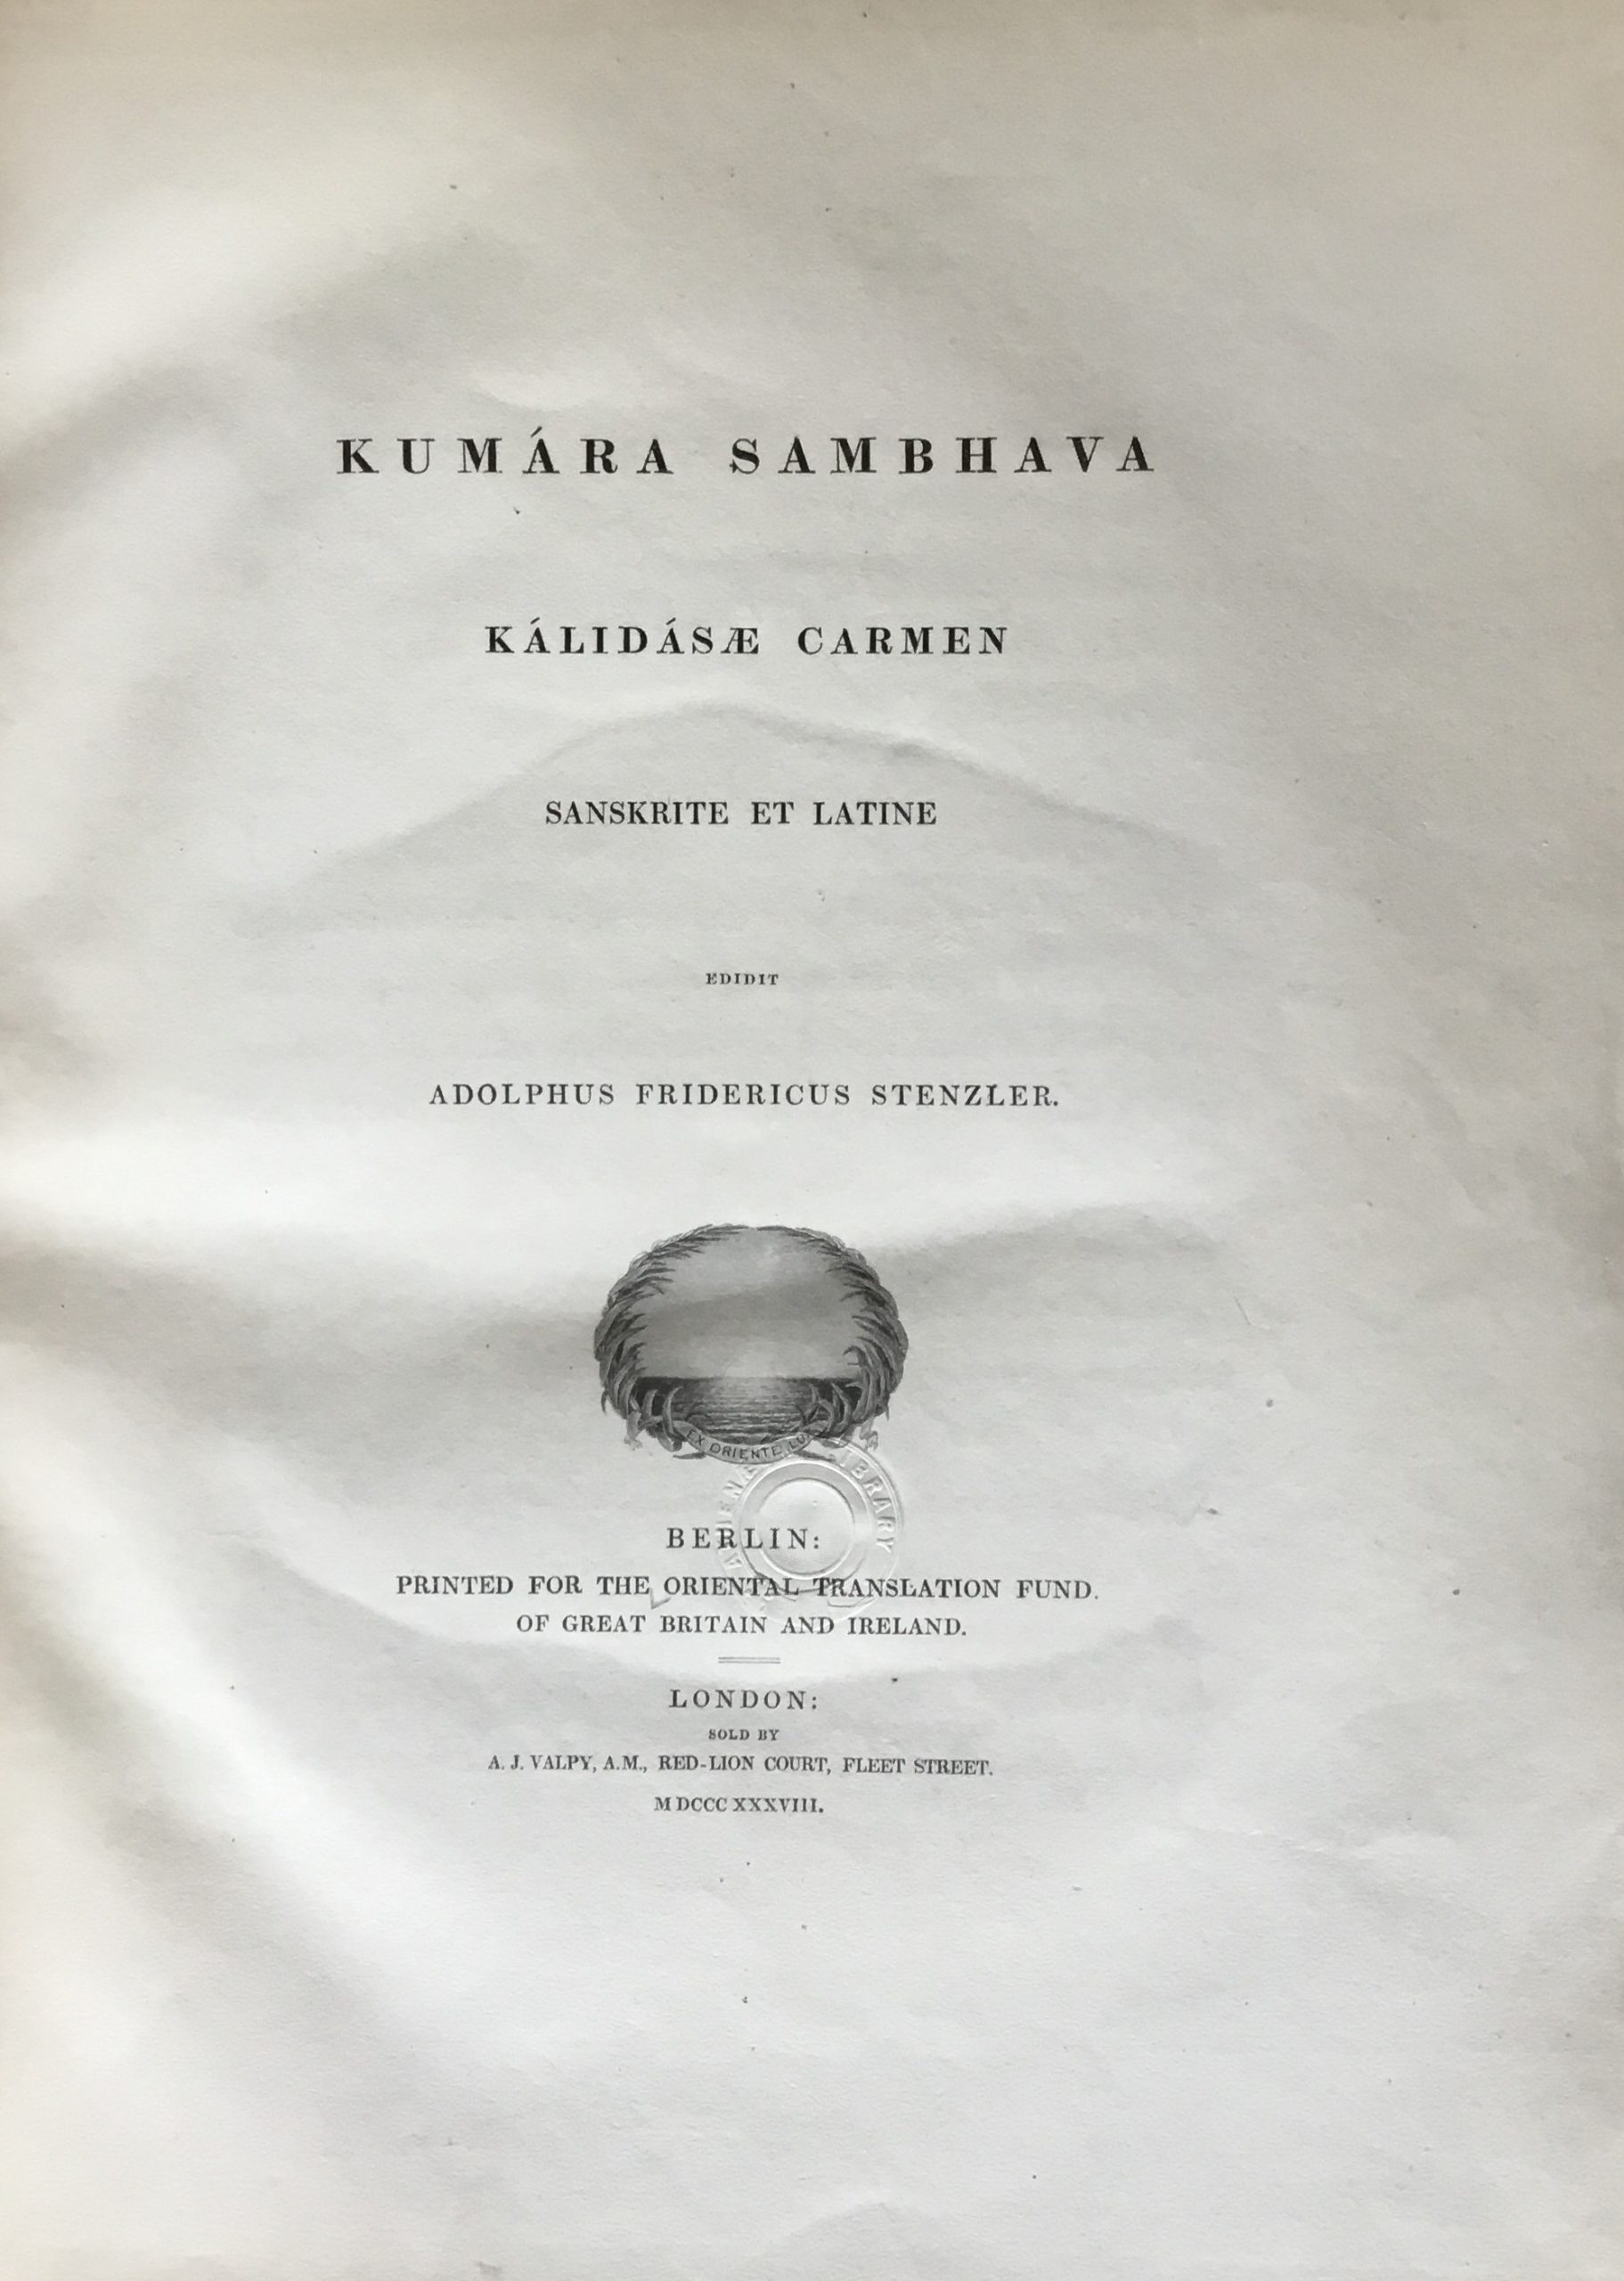 KUMÁRA SAMBHAVA
KÁLIDÁSÆ CARMEN
SANSKRITE ET LATINE
EDIDIT
ADOLPHUS FRIDERICUS STENZLER.
EX ORIENTE LUX
LIBRARY
BERLIN:
PRINTED FOR THE ORIENTAL TRANSLATION FUND.
OF GREAT BRITAIN AND IRELAND.
LONDON:
SOLD BY
A. J. VALPY, A.M., RED-LION COURT, FLEET STREET.
MDCCCXXXVIII.